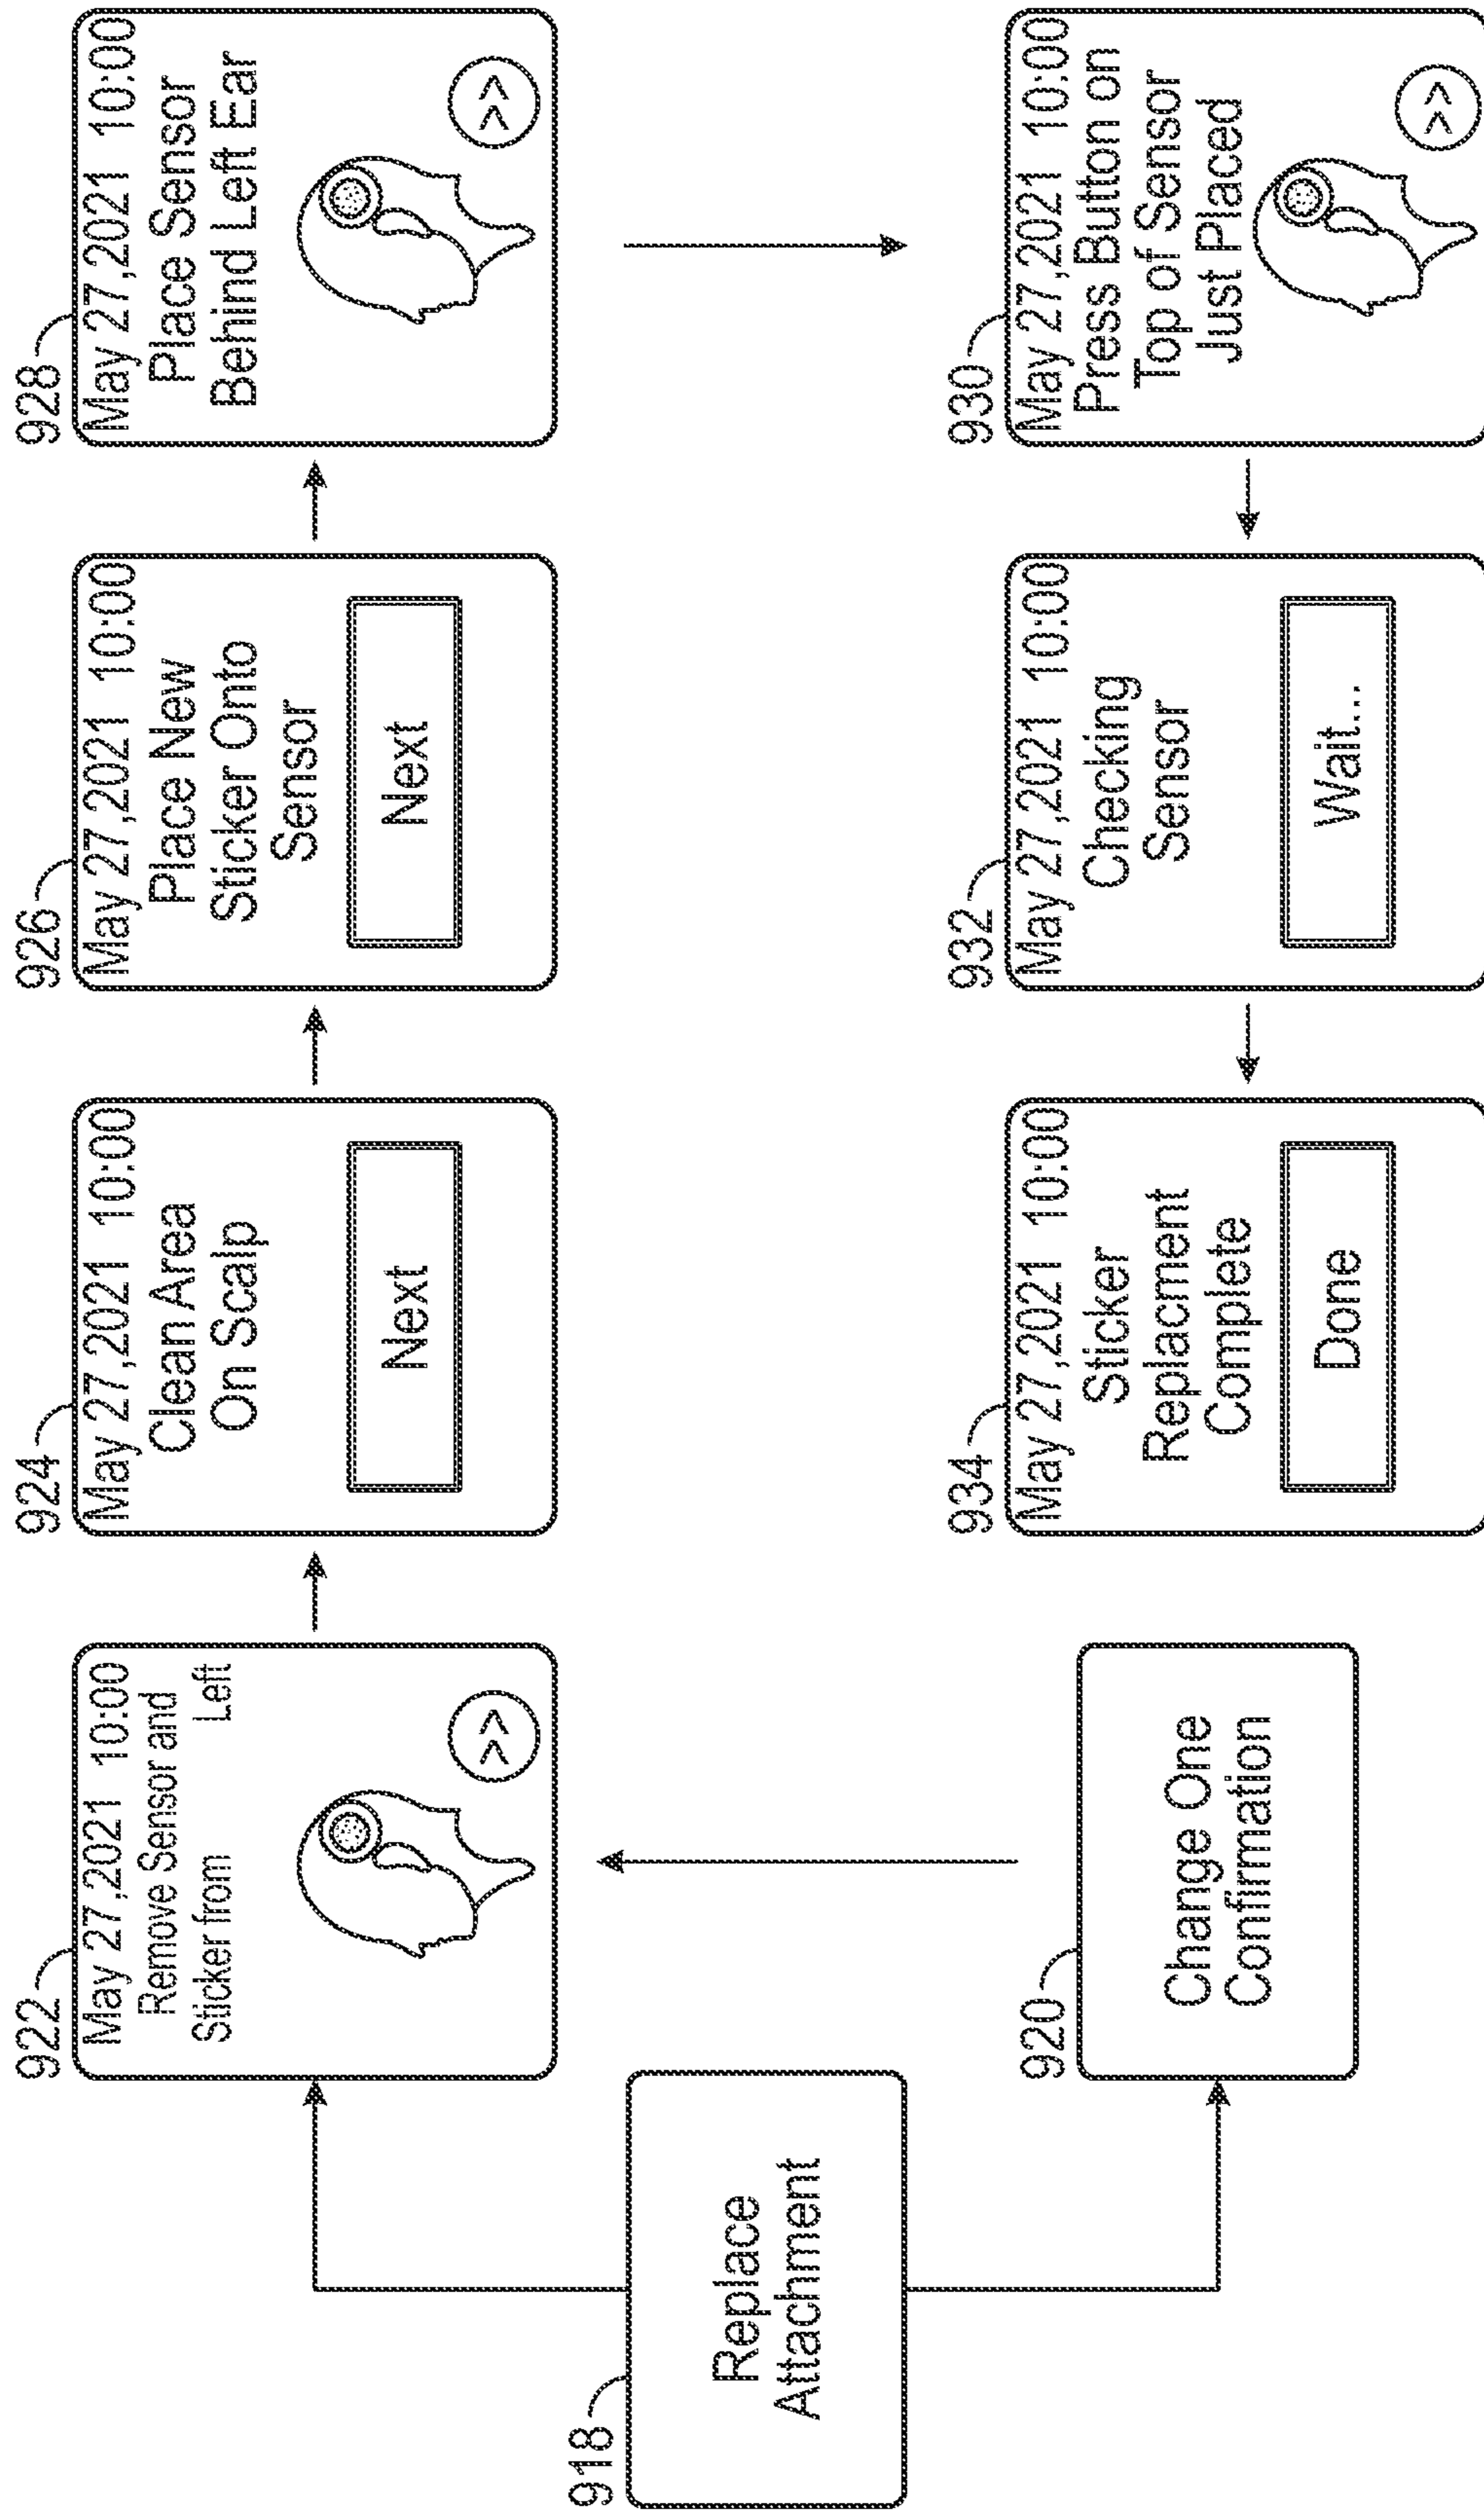 918
Replace
Attachment
920
Change One
Confirmation
922
May 27,2021 10:00
Remove Sensor and
Sticker from Left
>>
924
May 27,2021 10:00
Clean Area
On Scalp
Next
926
May 27,2021 10:00
Place New
Sticker Onto
Sensor
Next
928
May 27,2021 10:00
Place Sensor
Behind Left Ear
>>
930
May 27,2021 10:00
Press Button on
Top of Sensor
Just Placed
>>
932
May 27,2021 10:00
Checking
Sensor
Wait...
934
May 27,2021 10:00
Sticker
Replacment
Complete
Done